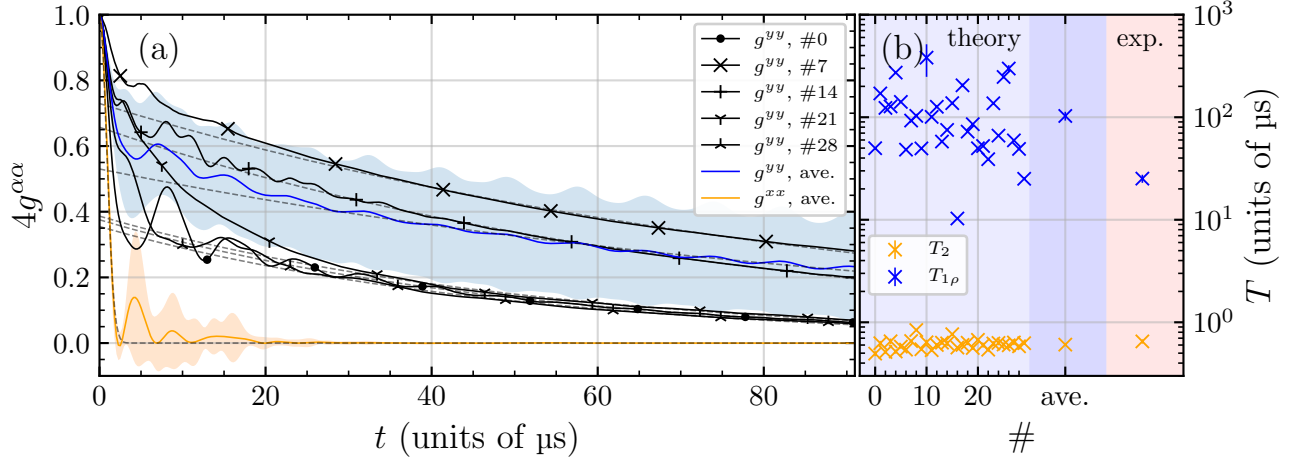 (a)
1.0
0.8
0.6
0.4
0.2
0.0
4g^{αα}
0
20
40
60
80
t (units of µs)
g^{yy}, #0
g^{yy}, #7
g^{yy}, #14
g^{yy}, #21
g^{yy}, #28
g^{yy}, ave.
g^{xx}, ave.
(b)
theory
exp.
T_2
T_{1ρ}
0
10
20
ave.
#
10^3
10^2
10^1
10^0
T (units of µs)